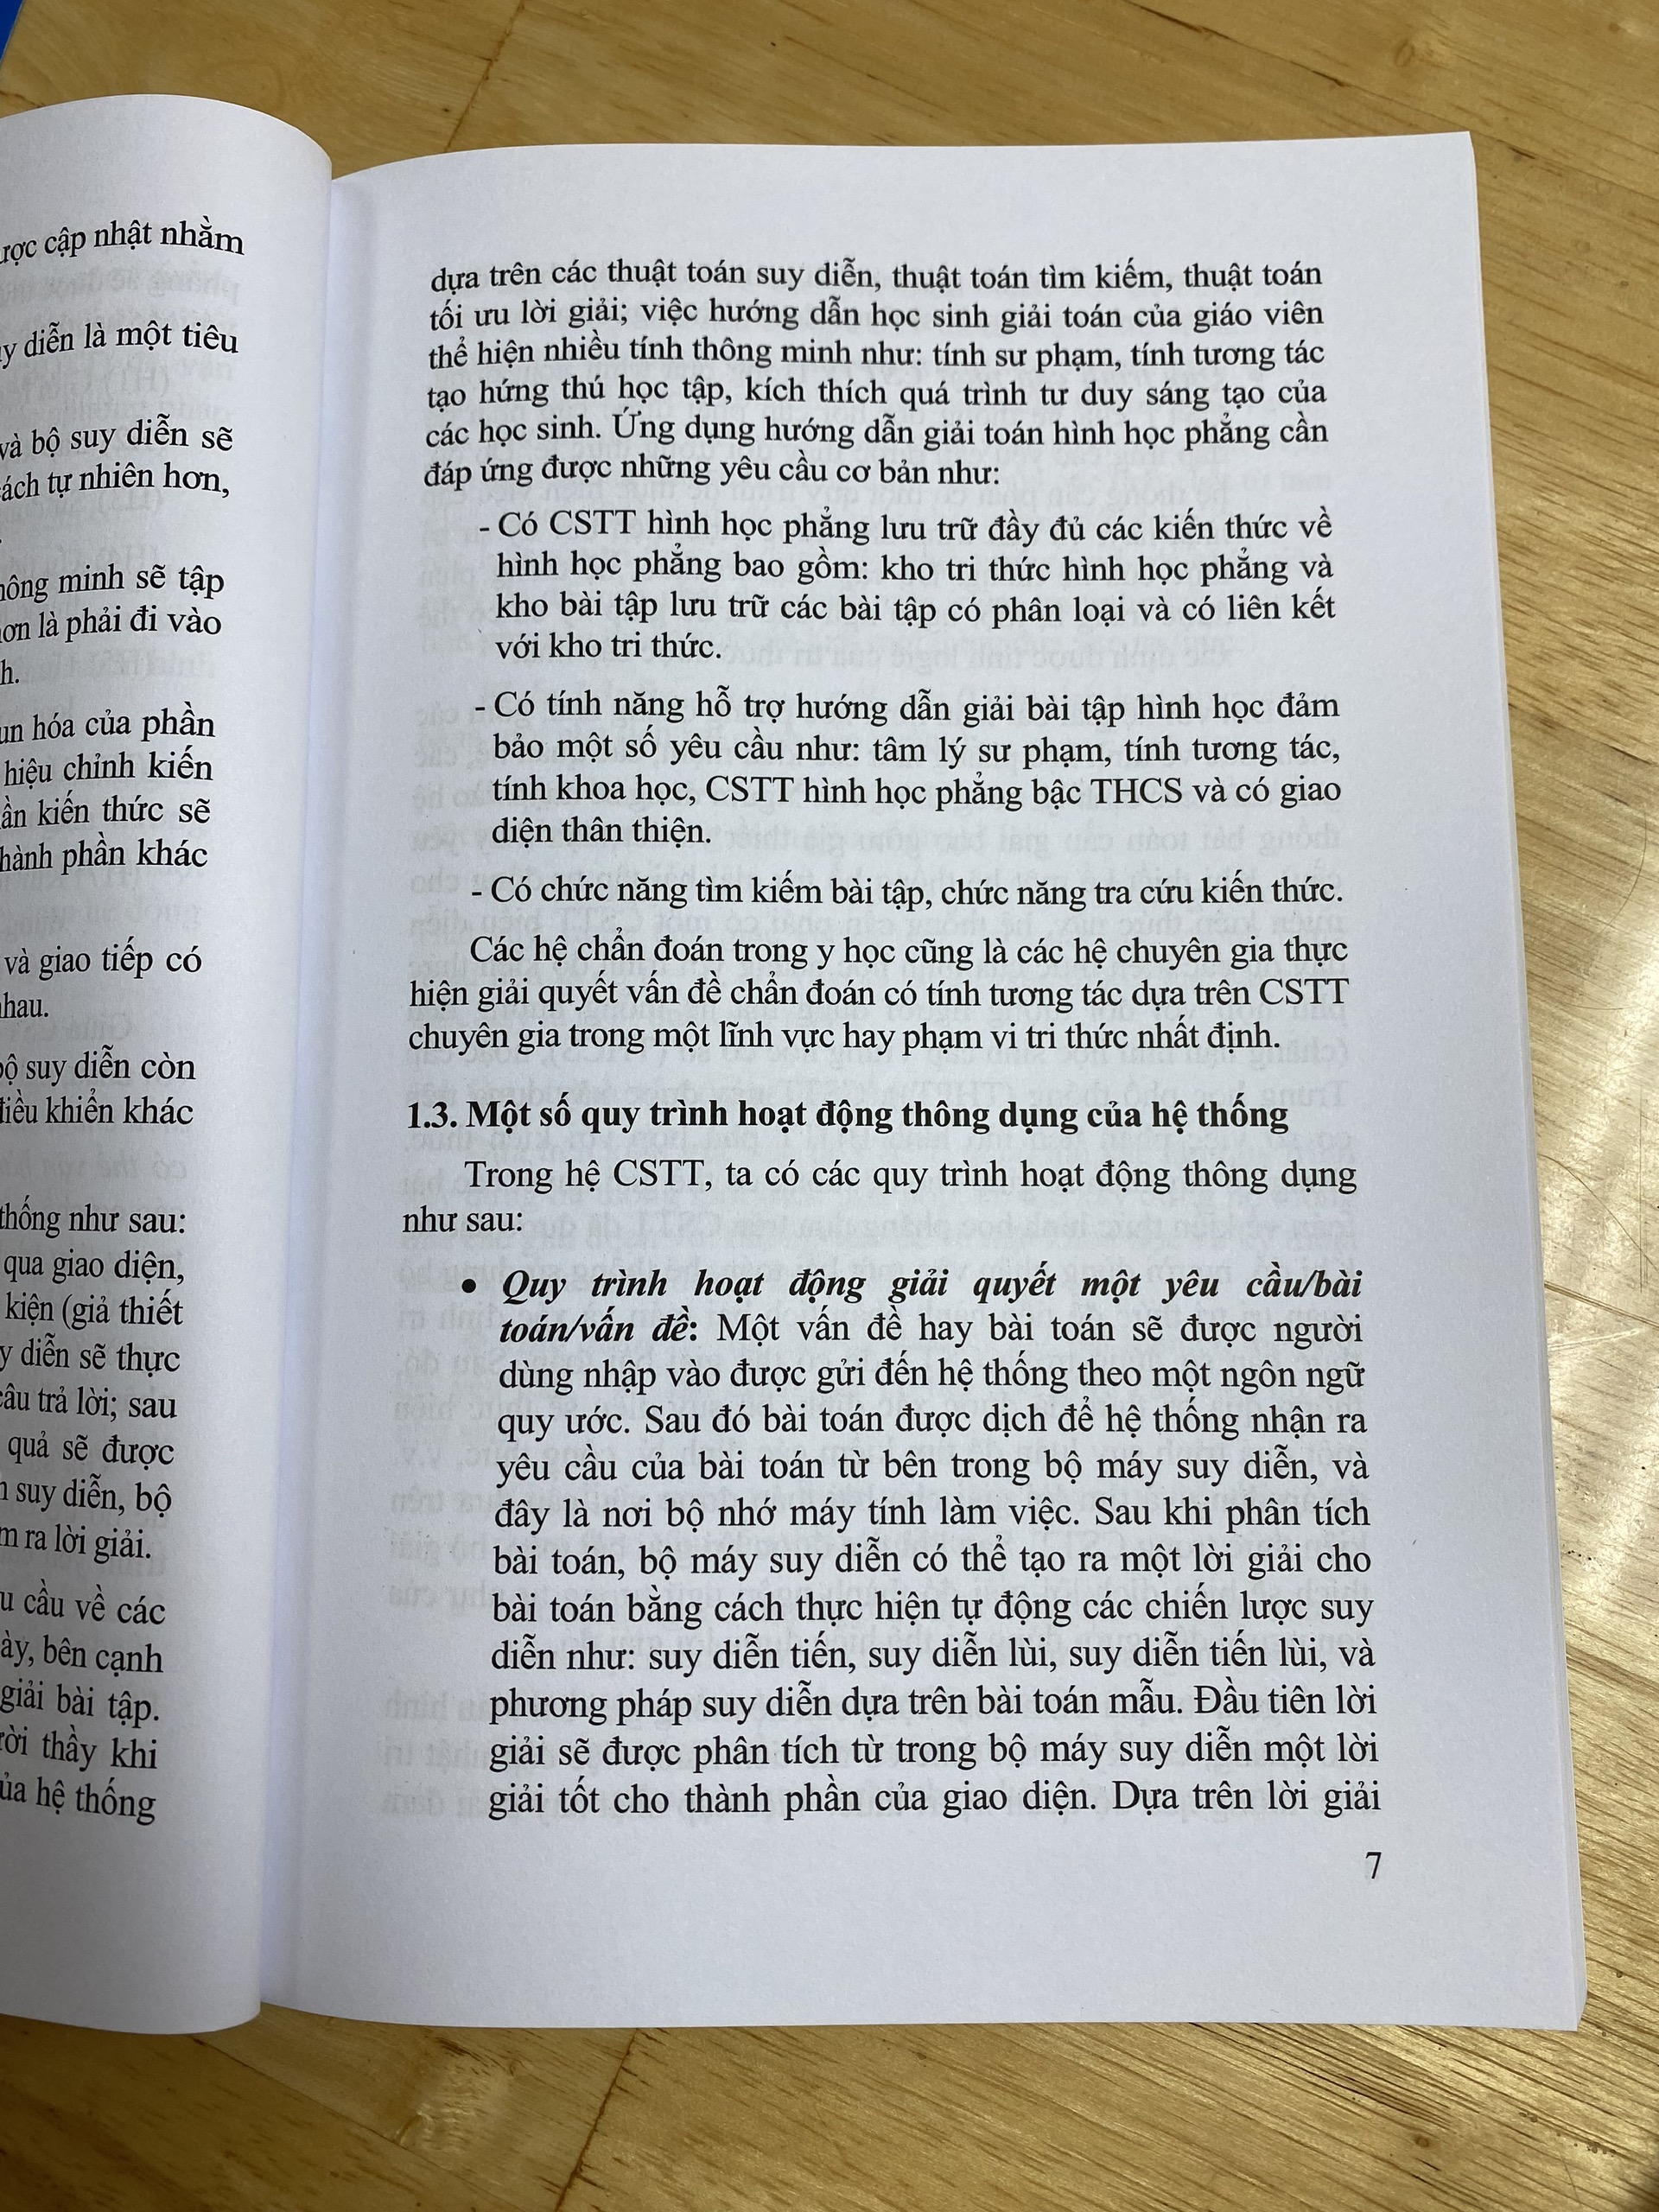 cập nhật nhằm
diễn là một tiêu
và bộ suy diễn sẽ
tự nhiên hơn,
minh sẽ tập
là phải đi vào
hóa của phần
hiệu chỉnh kiến
kiến thức sẽ
phần khác
và giao tiếp có
nhau.
suy diễn còn
khiển khác
thống như sau:
qua giao diện,
kiện (giả thiết
diễn sẽ thực
trả lời; sau
quả sẽ được
suy diễn, bộ
ra lời giải.
cầu về các
bên cạnh
giải bài tập.
thầy khi
hệ thống
dựa trên các thuật toán suy diễn, thuật toán tìm kiếm, thuật toán
tối ưu lời giải; việc hướng dẫn học sinh giải toán của giáo viên
thể hiện nhiều tính thông minh như: tính sư phạm, tính tương tác
tạo hứng thú học tập, kích thích quá trình tư duy sáng tạo của
các học sinh. Ứng dụng hướng dẫn giải toán hình học phẳng cần
đáp ứng được những yêu cầu cơ bản như:
- Có CSTT hình học phẳng lưu trữ đầy đủ các kiến thức về
hình học phẳng bao gồm: kho tri thức hình học phẳng và
kho bài tập lưu trữ các bài tập có phân loại và có liên kết
với kho tri thức.
- Có tính năng hỗ trợ hướng dẫn giải bài tập hình học đảm
bảo một số yêu cầu như: tâm lý sư phạm, tính tương tác,
tính khoa học, CSTT hình học phẳng bậc THCS và có giao
diện thân thiện.
- Có chức năng tìm kiếm bài tập, chức năng tra cứu kiến thức.
Các hệ chẩn đoán trong y học cũng là các hệ chuyên gia thực
hiện giải quyết vấn đề chẩn đoán có tính tương tác dựa trên CSTT
chuyên gia trong một lĩnh vực hay phạm vi tri thức nhất định.
1.3. Một số quy trình hoạt động thông dụng của hệ thống
Trong hệ CSTT, ta có các quy trình hoạt động thông dụng
như sau:
• Quy trình hoạt động giải quyết một yêu cầu/bài
toán/vấn đề: Một vấn đề hay bài toán sẽ được người
dùng nhập vào được gửi đến hệ thống theo một ngôn ngữ
quy ước. Sau đó bài toán được dịch để hệ thống nhận ra
yêu cầu của bài toán từ bên trong bộ máy suy diễn, và
đây là nơi bộ nhớ máy tính làm việc. Sau khi phân tích
bài toán, bộ máy suy diễn có thể tạo ra một lời giải cho
bài toán bằng cách thực hiện tự động các chiến lược suy
diễn như: suy diễn tiến, suy diễn lùi, suy diễn tiến lùi, và
phương pháp suy diễn dựa trên bài toán mẫu. Đầu tiên lời
giải sẽ được phân tích từ trong bộ máy suy diễn một lời
giải tốt cho thành phần của giao diện. Dựa trên lời giải
7